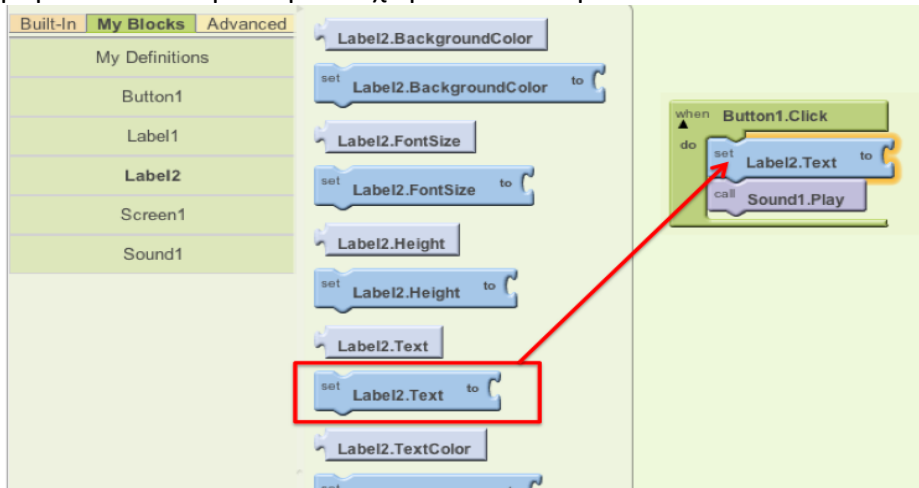 Built-In My Blocks Advanced
My Definitions
Button1
Label1
Label2
Screen1
Sound1
Label2.BackgroundColor
set Label2.BackgroundColor to
Label2.FontSize
set Label2.FontSize to
Label2.Height
set Label2.Height to
Label2.Text
set Label2.Text to
Label2.TextColor
when Button1.Click
do set Label2.Text to
call Sound1.Play